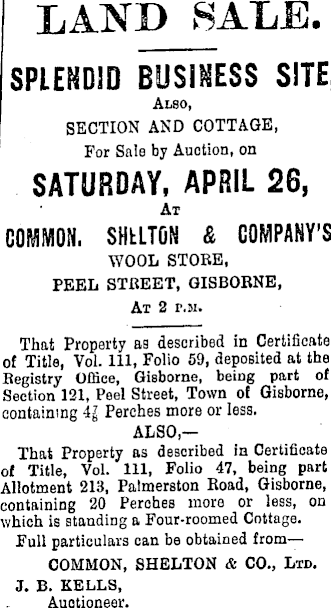 LAND SALE.
SPLENDID BUSINESS SITE,
ALSO,
SECTION AND COTTAGE,
For Sale by Auction, on
SATURDAY, APRIL 26,
AT
COMMON, SHELTON & COMPANY'S
WOOL STORE,
PEEL STREET, GISBORNE,
AT 2 P.M.
That Property as described in Certificate
of Title, Vol. 111, Folio 59, deposited at the
Registry Office, Gisborne, being part of
Section 121, Peel Street, Town of Gisborne,
containing Perches more or less.
ALSO,—
That Property as described in Certificate
of Title, Vol. 111, Folio 47, being part
Allotment 213, Palmerston Road, Gisborne,
containing 20 Perches more or less, on
which is standing a Four-roomed Cottage.
Full particulars can be obtained from—
COMMON, SHELTON & CO., LTD.
J. B. KELLS,
Auctioneer.